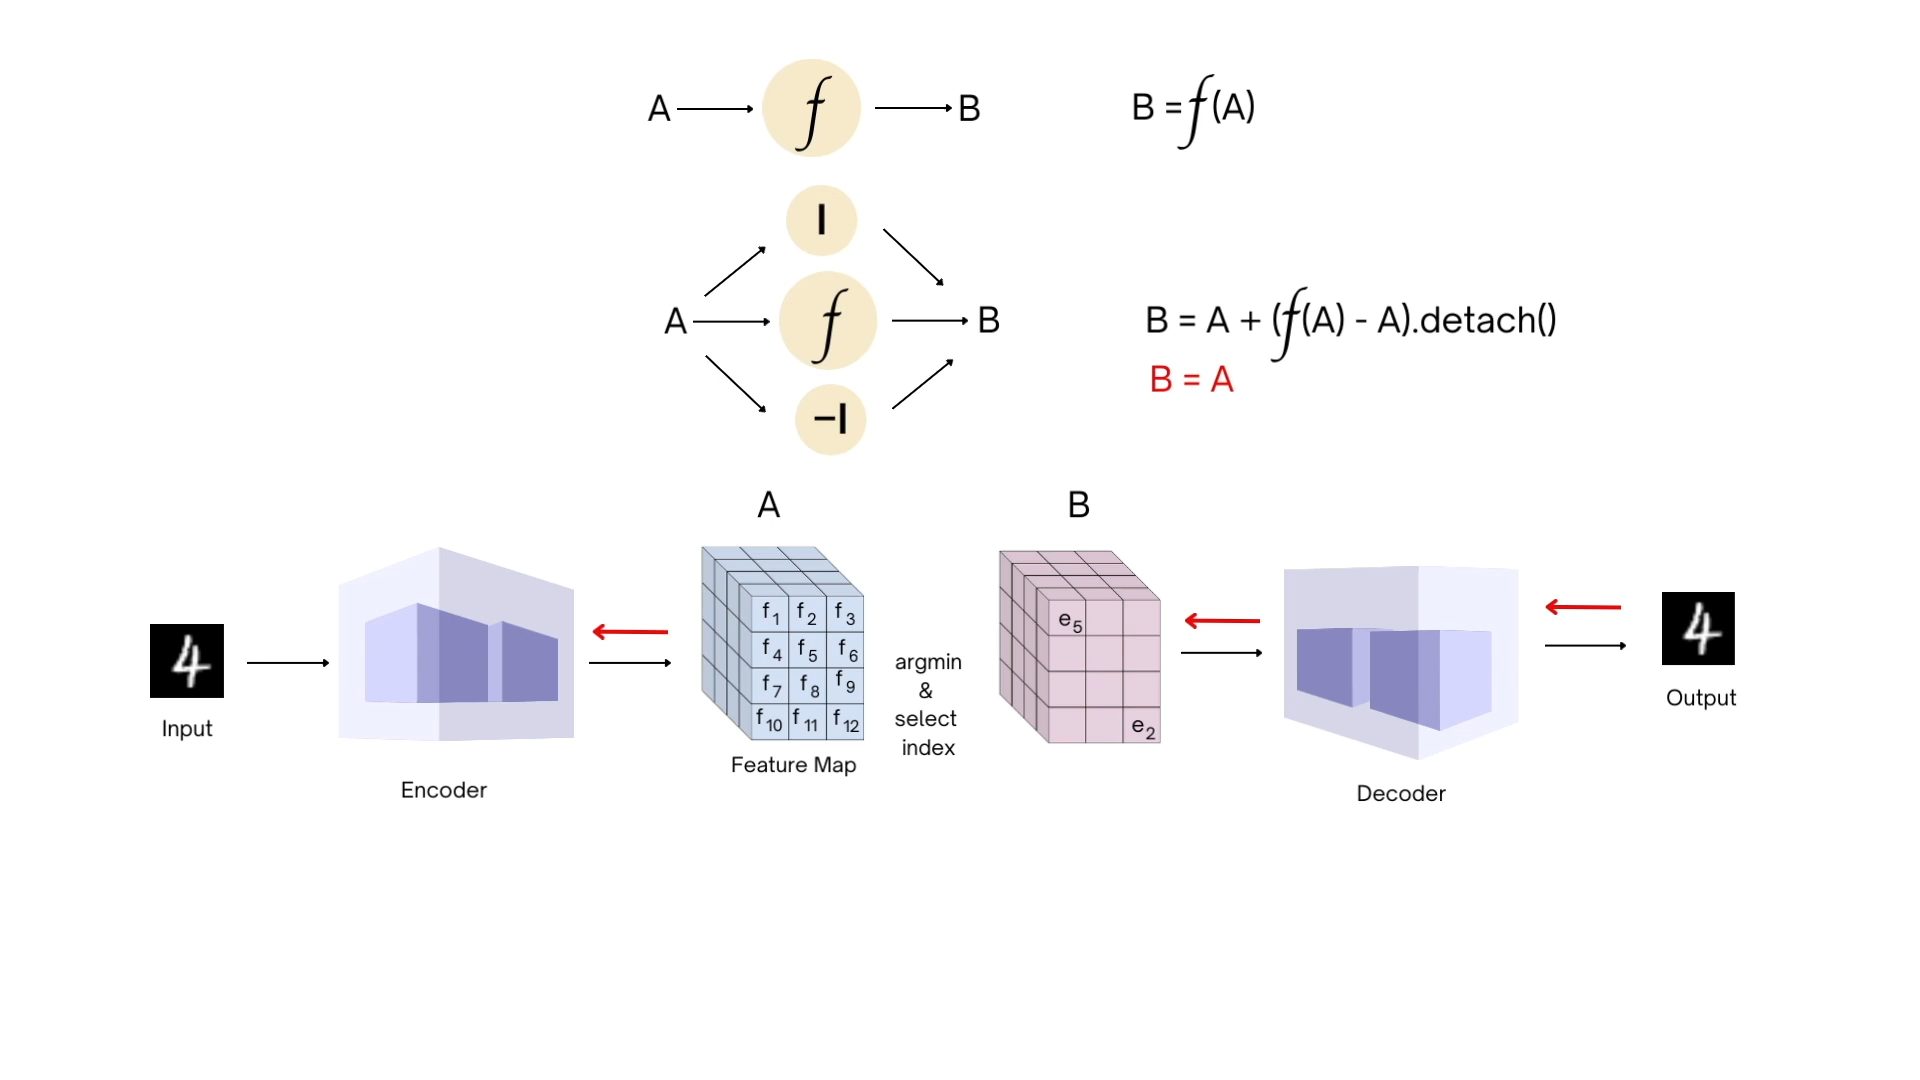 A f B B = f(A)
I
A f B B = A + (f(A) - A).detach()
B = A
-I
A B
f1 f2 f3
f4 f5 f6
f7 f8 f9
f10 f11 f12
e5
e2
argmin
&
select
index
4
4
Input
Output
Feature Map
Encoder
Decoder